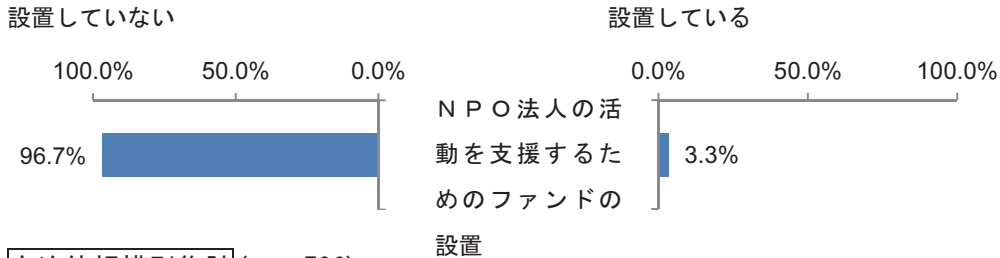 設置していない
設置している
100.0% 50.0% 0.0%
0.0% 50.0% 100.0%
96.7%
ＮＰＯ法人の活
動を支援するた
めのファンドの
設置
3.3%